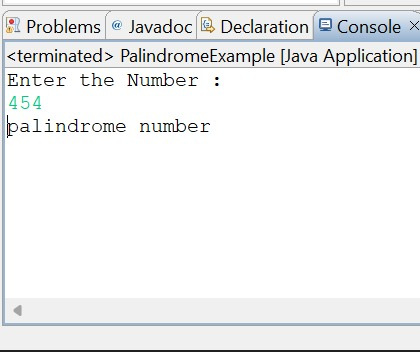 Problems @ Javadoc Declaration Console
<terminated> PalindromeExample [Java Application]
Enter the Number :
454
palindrome number